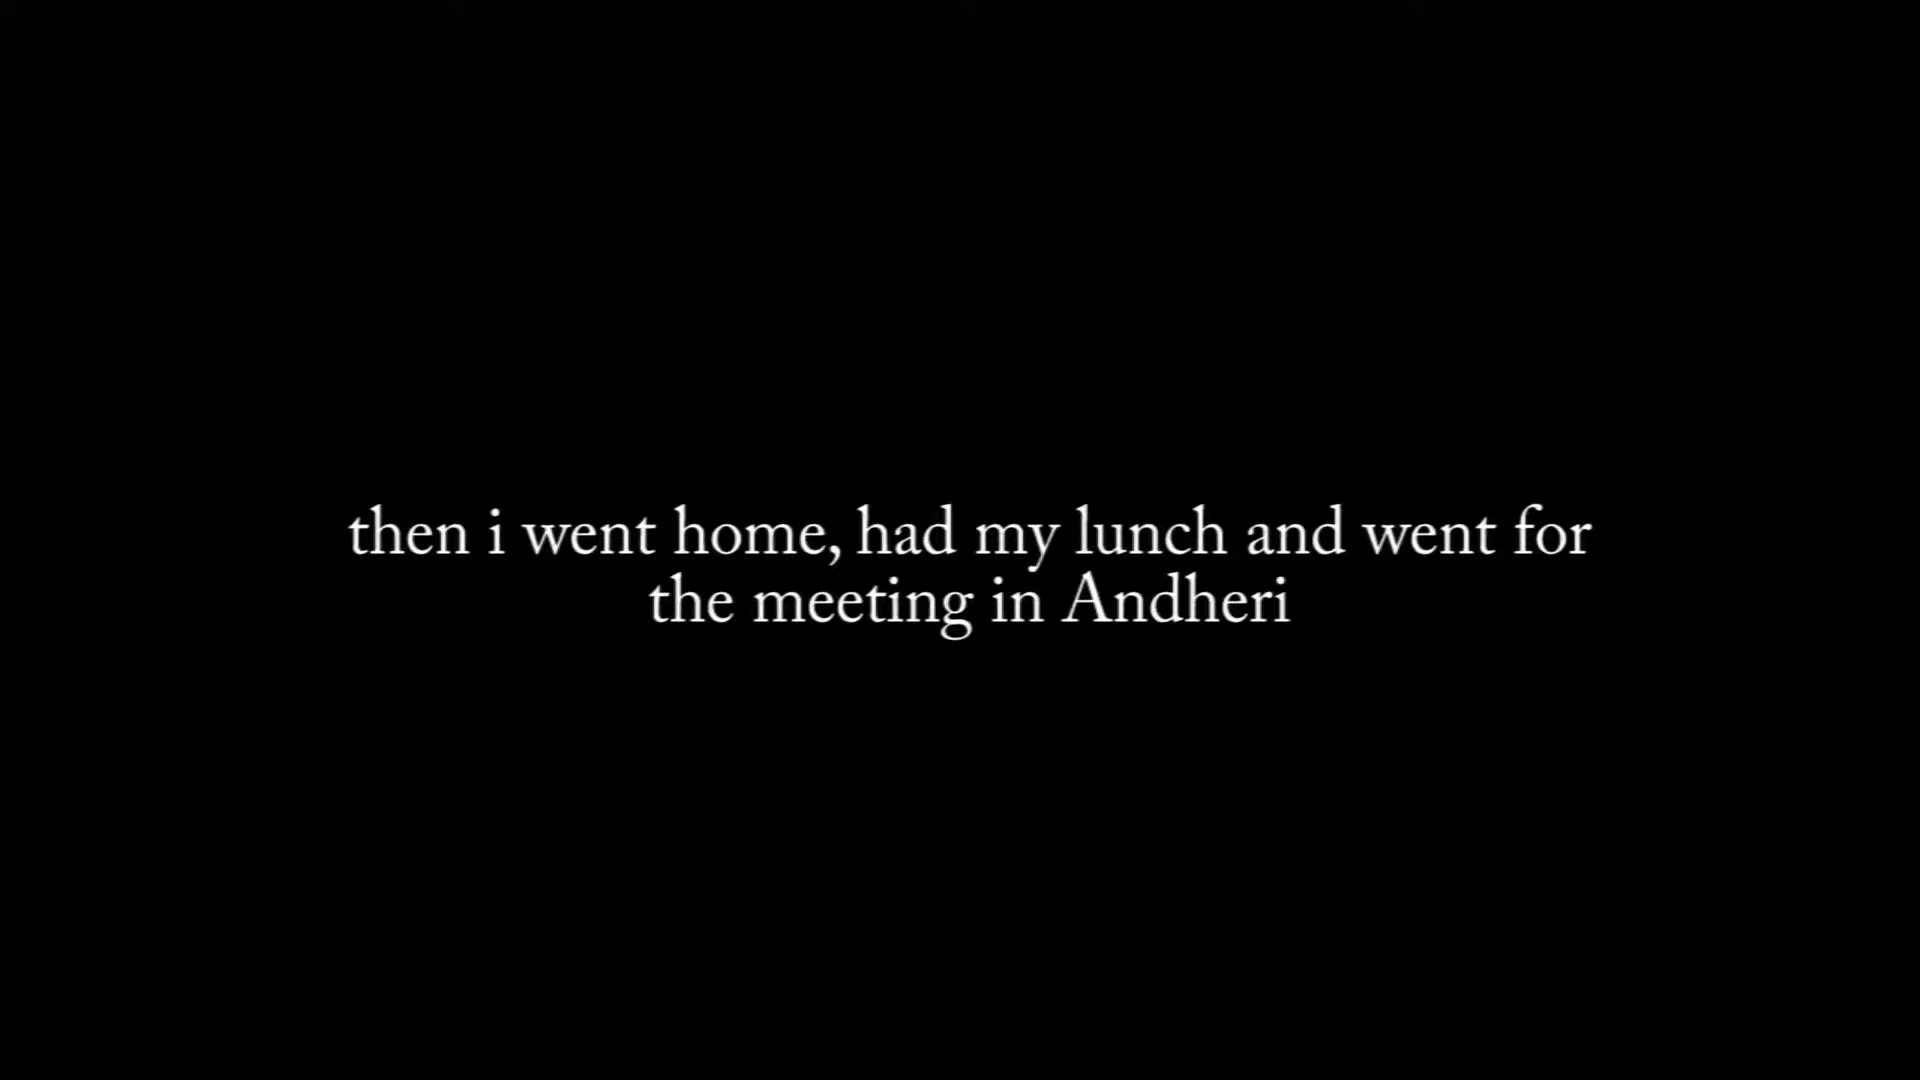 then i went home, had my lunch and went for
the meeting in Andheri